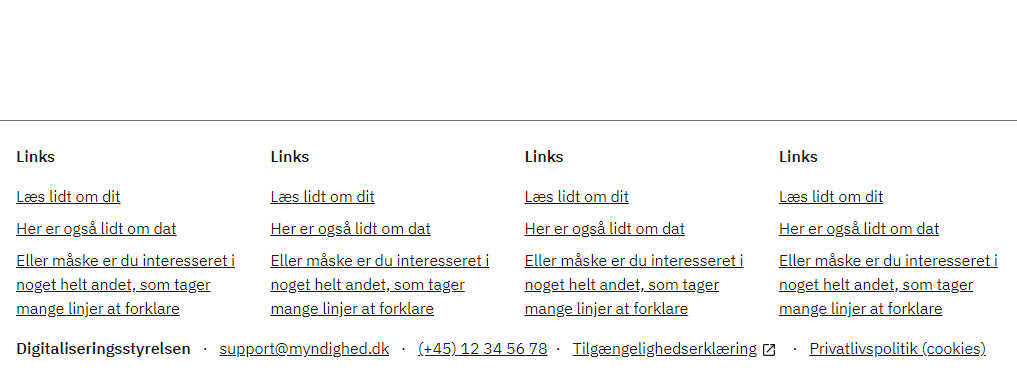 Links
Læs lidt om dit
Her er også lidt om dat
Eller måske er du interesseret i
noget helt andet, som tager
mange linjer at forklare
Links
Læs lidt om dit
Her er også lidt om dat
Eller måske er du interesseret i
noget helt andet, som tager
mange linjer at forklare
Links
Læs lidt om dit
Her er også lidt om dat
Eller måske er du interesseret i
noget helt andet, som tager
mange linjer at forklare
Links
Læs lidt om dit
Her er også lidt om dat
Eller måske er du interesseret i
noget helt andet, som tager
mange linjer at forklare
Digitaliseringsstyrelsen · support@myndighed.dk · (+45) 12 34 56 78 · Tilgængelighedserklæring · Privatlivspolitik (cookies)